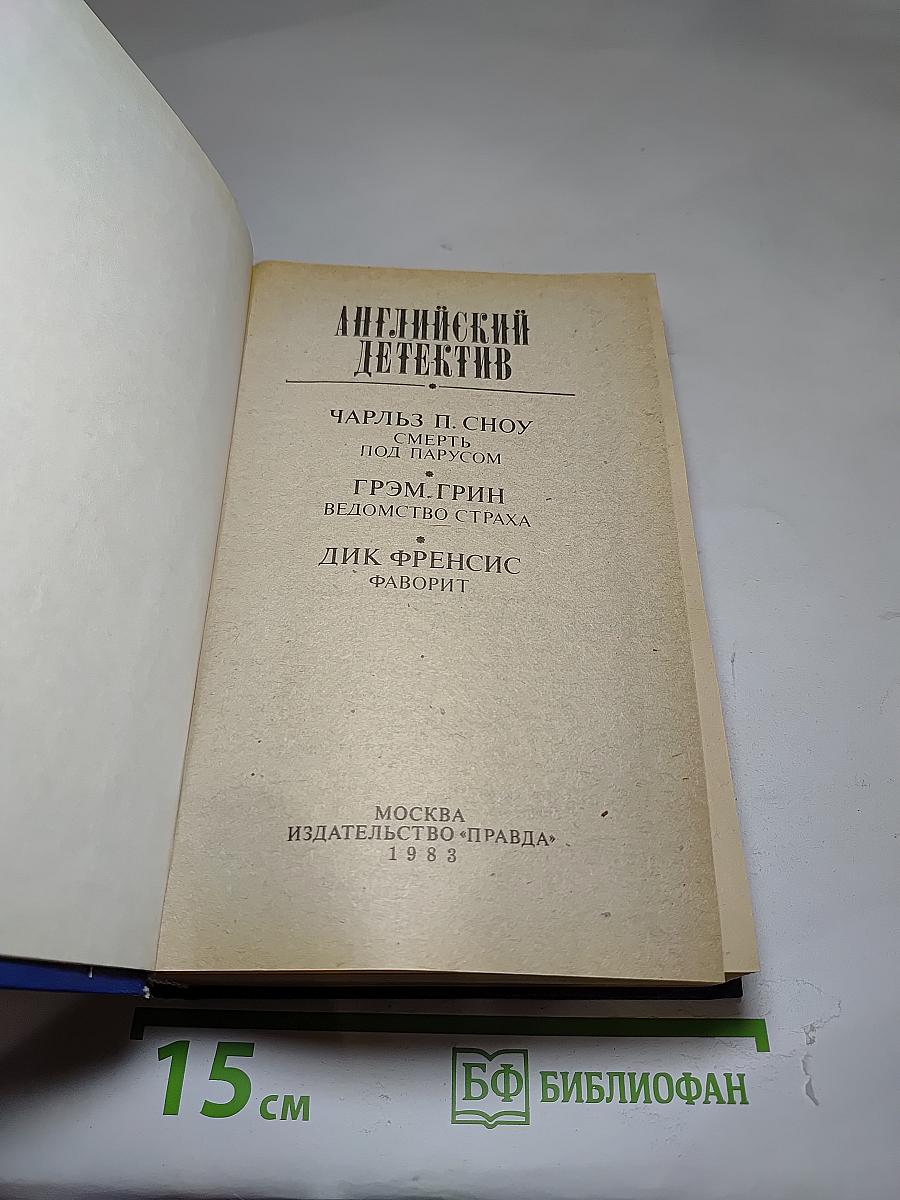 АНГЛИЙСКИЙ
ДЕТЕКТИВ
ЧАРЛЬЗ П. СНОУ
СМЕРТЬ
ПОД ПАРУСОМ
ГРЭМ. ГРИН
ВЕДОМСТВО СТРАХА
ДИК ФРЕНСИС
ФАВОРИТ
МОСКВА
ИЗДАТЕЛЬСТВО «ПРАВДА»
1983
15 см
БФ БИБЛИОФАН